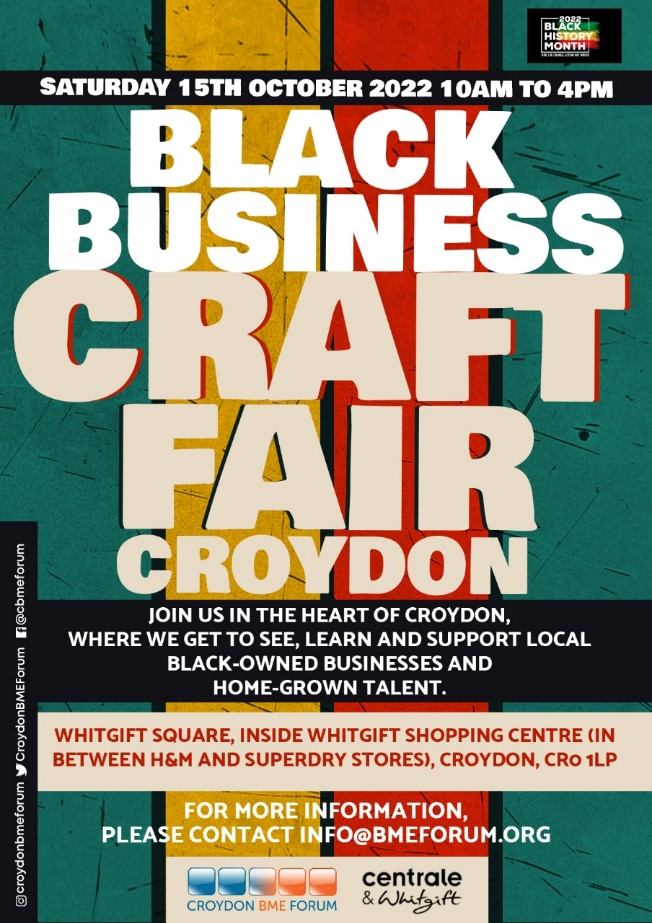 2022
BLACK
HISTORY
MONTH
SATURDAY 15TH OCTOBER 2022 10AM TO 4PM
BLACK
BUSINESS
CRAFT
FAIR
CROYDON
JOIN US IN THE HEART OF CROYDON,
WHERE WE GET TO SEE, LEARN AND SUPPORT LOCAL
BLACK-OWNED BUSINESSES AND
HOME-GROWN TALENT.
WHITGIFT SQUARE, INSIDE WHITGIFT SHOPPING CENTRE (IN
BETWEEN H&M AND SUPERDRY STORES), CROYDON, CR0 1LP
FOR MORE INFORMATION,
PLEASE CONTACT INFO@BMEFORUM.ORG
CROYDON BME FORUM
centrale
& Whitgift
croydonbmeforum CroydonBMEForum @cbmeforum